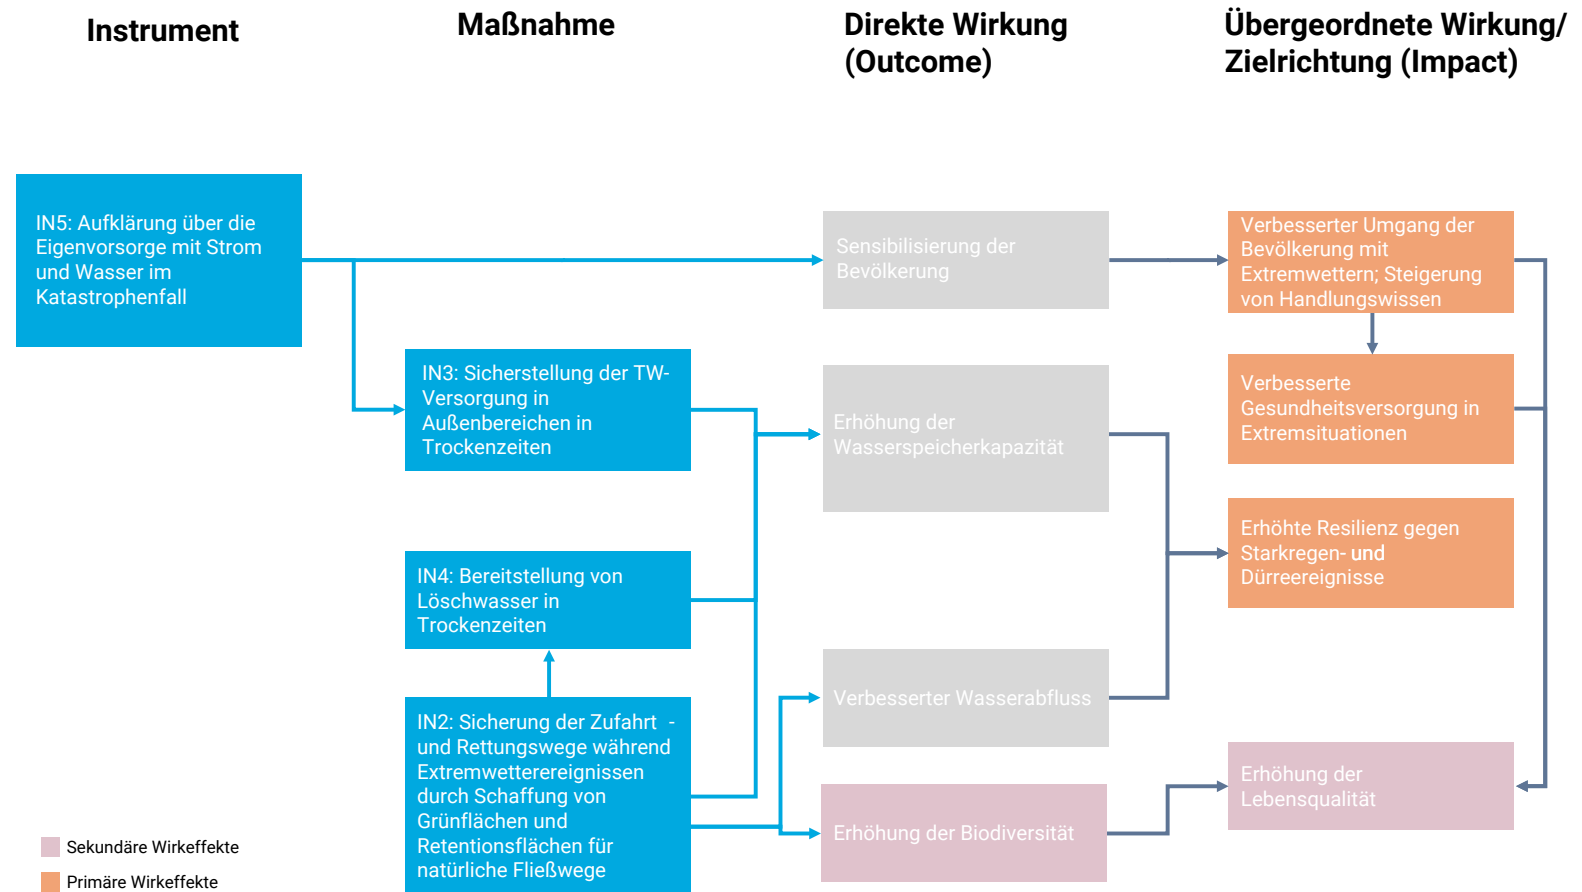 Instrument
Maßnahme
Direkte Wirkung
(Outcome)
Übergeordnete Wirkung/
Zielrichtung (Impact)
IN5: Aufklärung über die
Eigenvorsorge mit Strom
und Wasser im
Katastrophenfall
Sensibilisierung der
Bevölkerung
Verbesserter Umgang der
Bevölkerung mit
Extremwettern; Steigerung
von Handlungswissen
IN3: Sicherstellung der TW-
Versorgung in
Außenbereichen in
Trockenzeiten
Erhöhung der
Wasserspeicherkapazität
Verbesserte
Gesundheitsversorgung in
Extremsituationen
IN4: Bereitstellung von
Löschwasser in
Trockenzeiten
Erhöhte Resilienz gegen
Starkregen- und
Dürreereignisse
IN2: Sicherung der Zufahrt -
und Rettungswege während
Extremwetterereignissen
durch Schaffung von
Grünflächen und
Retentionsflächen für
natürliche Fließwege
Verbesserter Wasserabfluss
Erhöhung der Biodiversität
Erhöhung der
Lebensqualität
Sekundäre Wirkeffekte
Primäre Wirkeffekte